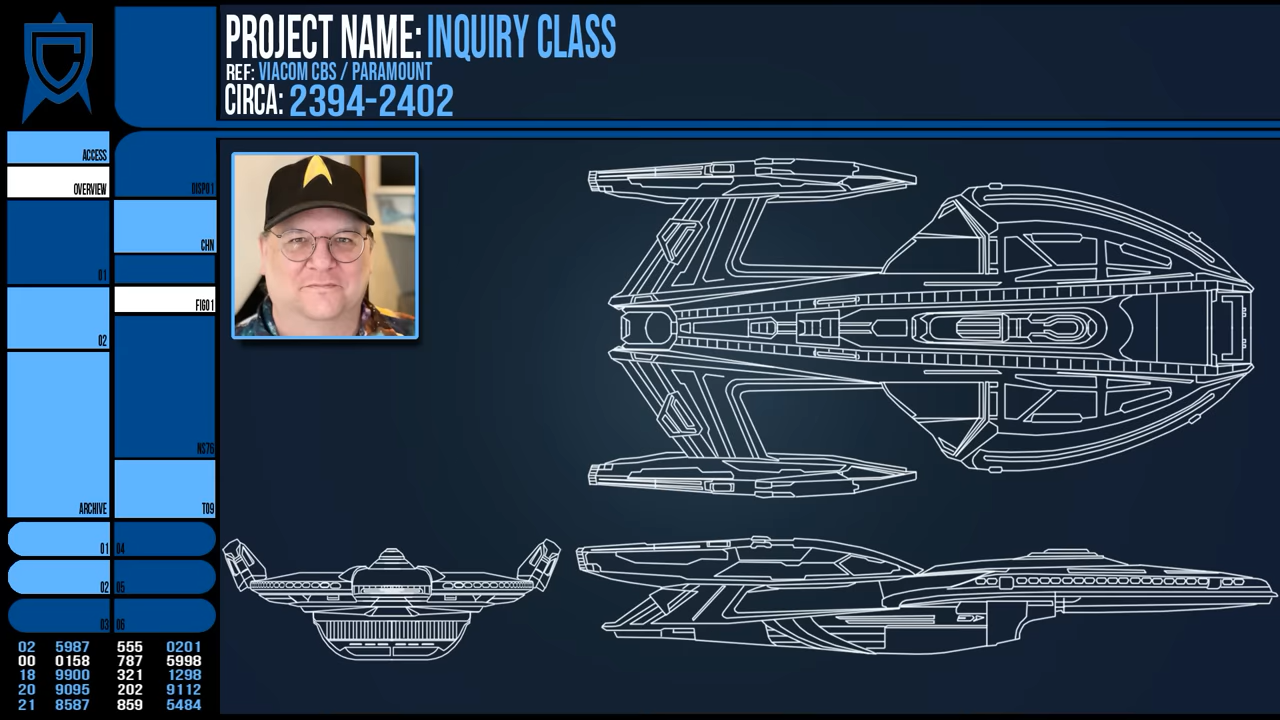 PROJECT NAME: INQUIRY CLASS
REF: VIACOM CBS / PARAMOUNT
CIRCA: 2394-2402
ACCESS
OVERVIEW
01
02
ARCHIVE
01
02
03
DISP01
CHN
FIG01
NS76
T09
04
05
06
02 5987 555 0201
00 0158 787 5998
18 9900 321 1298
20 9095 202 9112
21 8587 859 5484